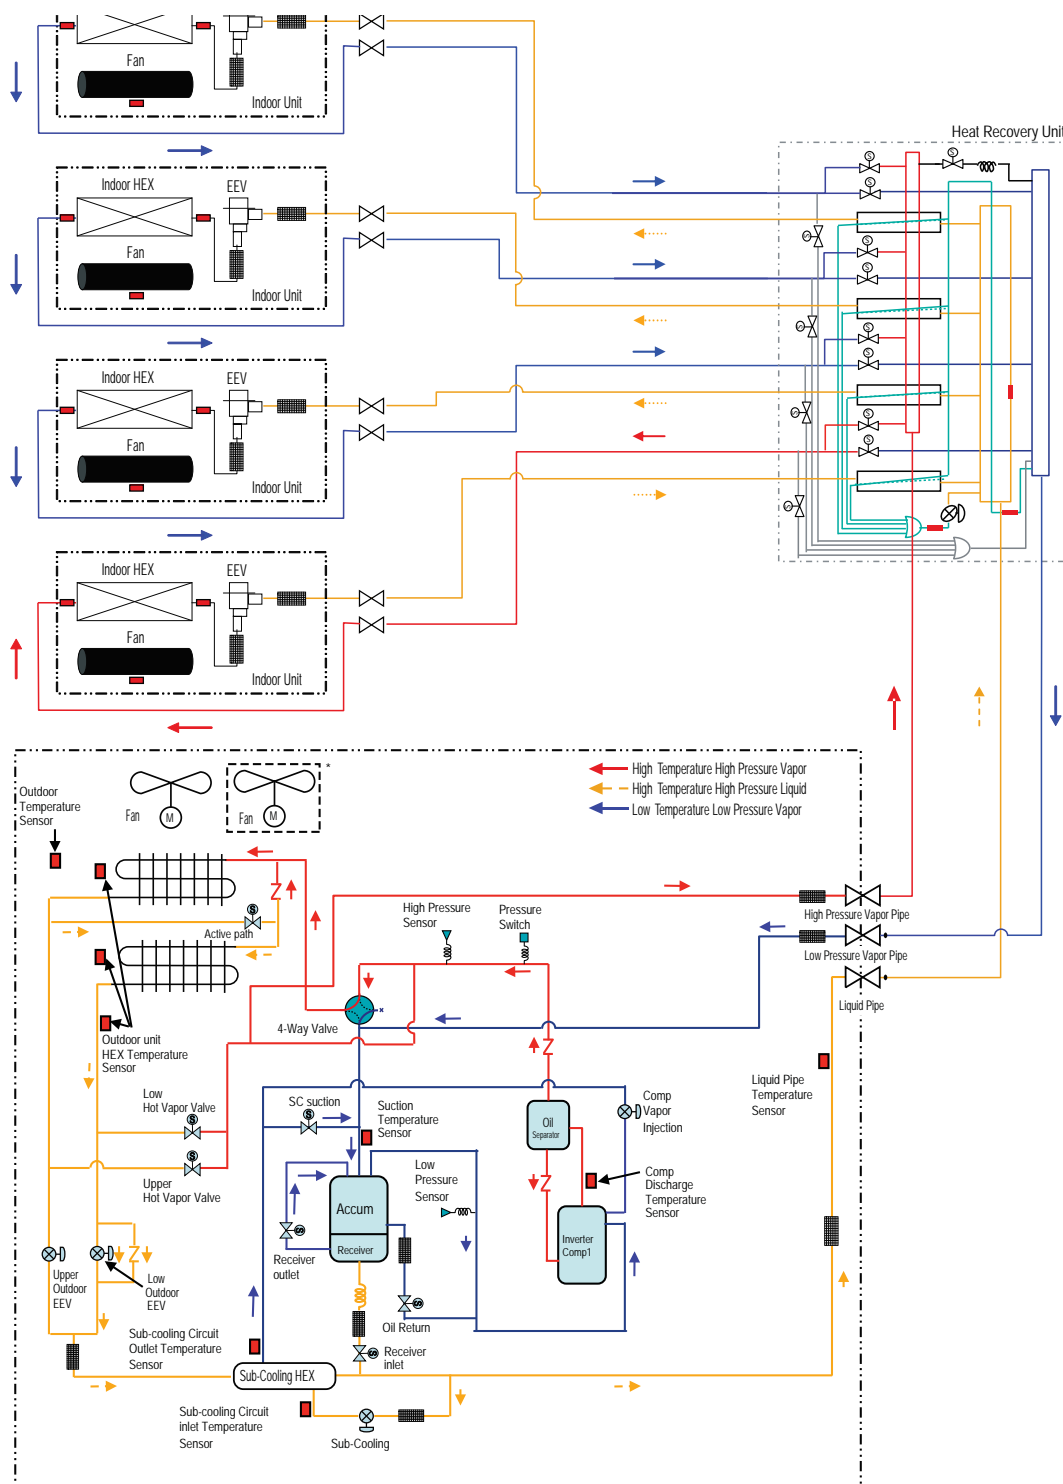 Heat Recovery Unit
Fan
Indoor Unit
Indoor HEX
EEV
Fan
Indoor Unit
Indoor HEX
EEV
Fan
Indoor Unit
Indoor HEX
EEV
Fan
Indoor Unit
S
S
S
S
S
S
S
S
S
S
S
S
S
High Temperature High Pressure Vapor
High Temperature High Pressure Liquid
Low Temperature Low Pressure Vapor
Outdoor
Temperature
Sensor
Fan
M
Fan
M
*
S
Active path
High Pressure
Sensor
Pressure
Switch
High Pressure Vapor Pipe
Low Pressure Vapor Pipe
Liquid Pipe
4-Way Valve
Outdoor unit
HEX Temperature
Sensor
Low
Hot Vapor Valve
S
S
Upper
Hot Vapor Valve
SC suction
S
Suction
Temperature
Sensor
Low
Pressure
Sensor
Oil
Separator
Comp
Vapor
Injection
Liquid Pipe
Temperature
Sensor
Comp
Discharge
Temperature
Sensor
Accum
Receiver
S
Receiver
outlet
Inverter
Comp1
Upper
Outdoor
EEV
Low
Outdoor
EEV
S
Oil Return
S
Receiver
inlet
Sub-cooling Circuit
Outlet Temperature
Sensor
Sub-Cooling HEX
Sub-cooling Circuit
inlet Temperature
Sensor
Sub-Cooling